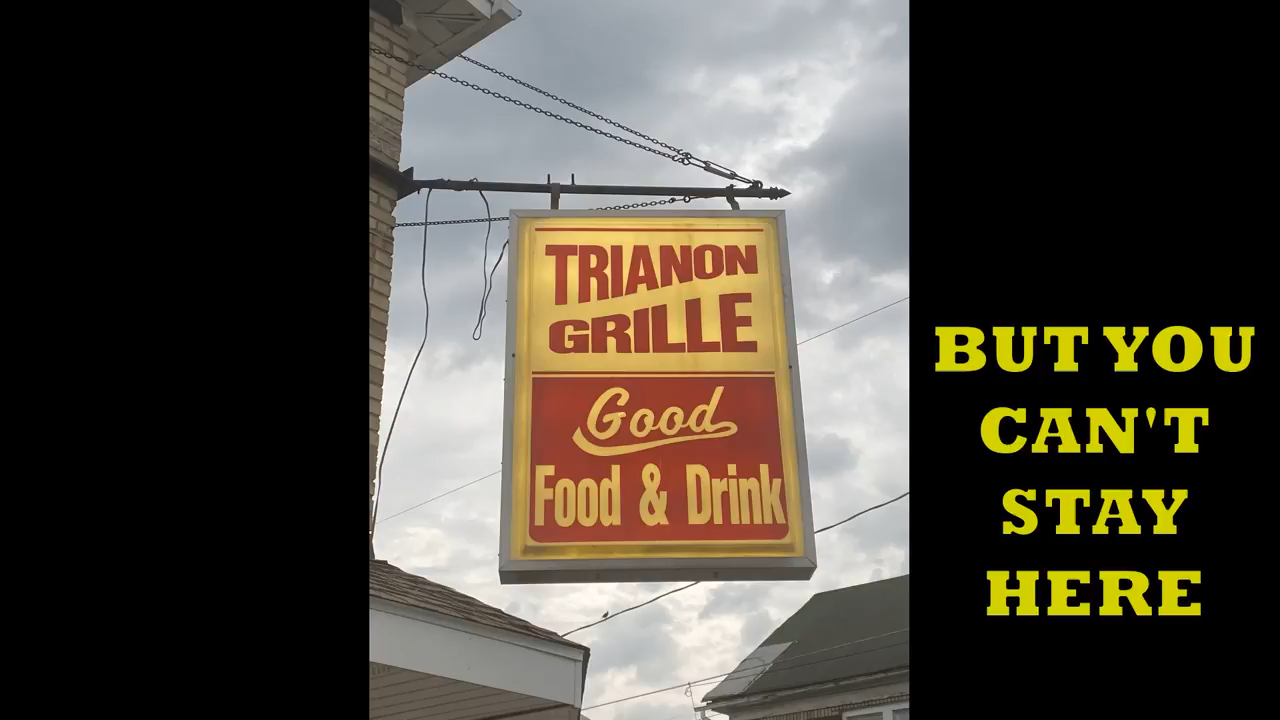 TRIANON
GRILLE
Good
Food & Drink
BUT YOU
CAN'T
STAY
HERE